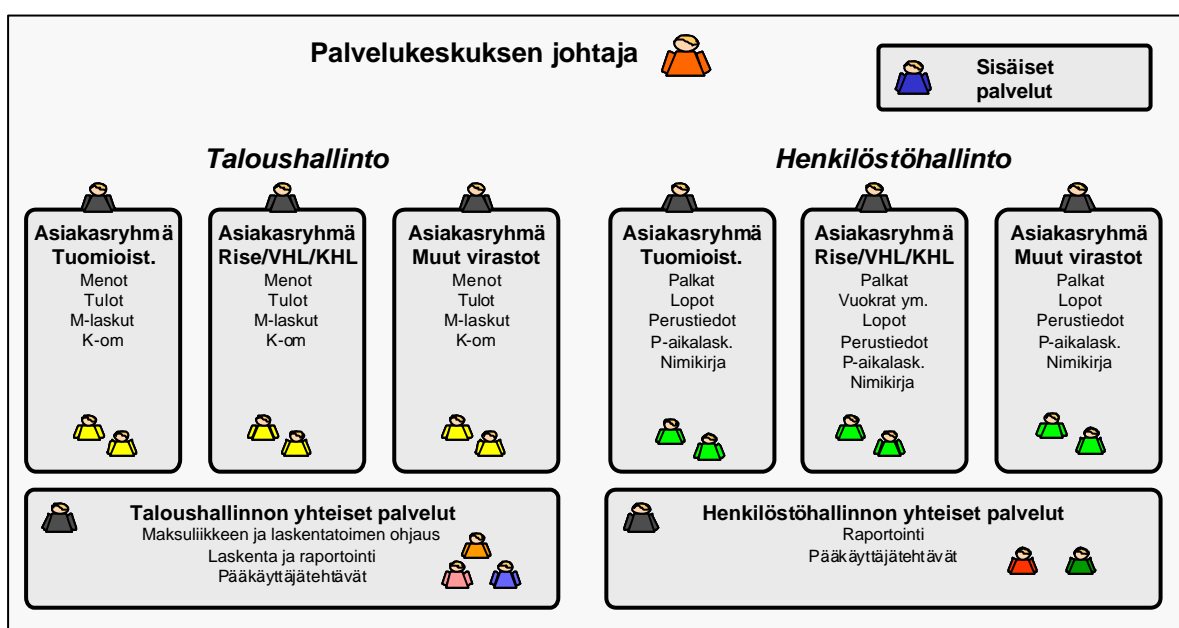 Palvelukeskuksen johtaja
Sisäiset
palvelut
Taloushallinto
Asiakasryhmä
Tuomioist.
Menot
Tulot
M-laskut
K-om
Asiakasryhmä
Rise/VHL/KHL
Menot
Tulot
M-laskut
K-om
Asiakasryhmä
Muut virastot
Menot
Tulot
M-laskut
K-om
Taloushallinnon yhteiset palvelut
Maksuliikkeen ja laskentatoimen ohjaus
Laskenta ja raportointi
Pääkäyttäjätehtävät
Henkilöstöhallinto
Asiakasryhmä
Tuomioist.
Palkat
Lopot
Perustiedot
P-aikalask.
Nimikirja
Asiakasryhmä
Rise/VHL/KHL
Palkat
Vuokrat ym.
Lopot
Perustiedot
P-aikalask.
Nimikirja
Asiakasryhmä
Muut virastot
Palkat
Lopot
Perustiedot
P-aikalask.
Nimikirja
Henkilöstöhallinnon yhteiset palvelut
Raportointi
Pääkäyttäjätehtävät